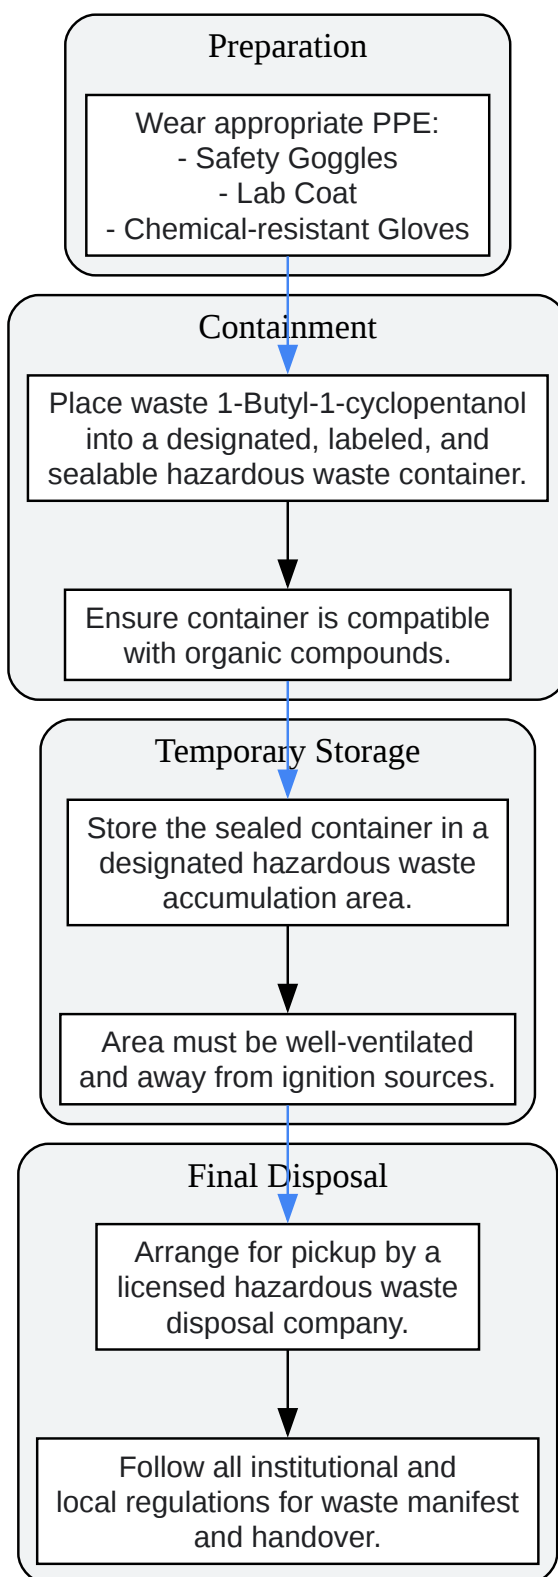 Preparation
Wear appropriate PPE:
- Safety Goggles
- Lab Coat
- Chemical-resistant Gloves
Containment
Place waste 1-Butyl-1-cyclopentanol
into a designated, labeled, and
sealable hazardous waste container.
Ensure container is compatible
with organic compounds.
Temporary Storage
Store the sealed container in a
designated hazardous waste
accumulation area.
Area must be well-ventilated
and away from ignition sources.
Final Disposal
Arrange for pickup by a
licensed hazardous waste
disposal company.
Follow all institutional and
local regulations for waste manifest
and handover.